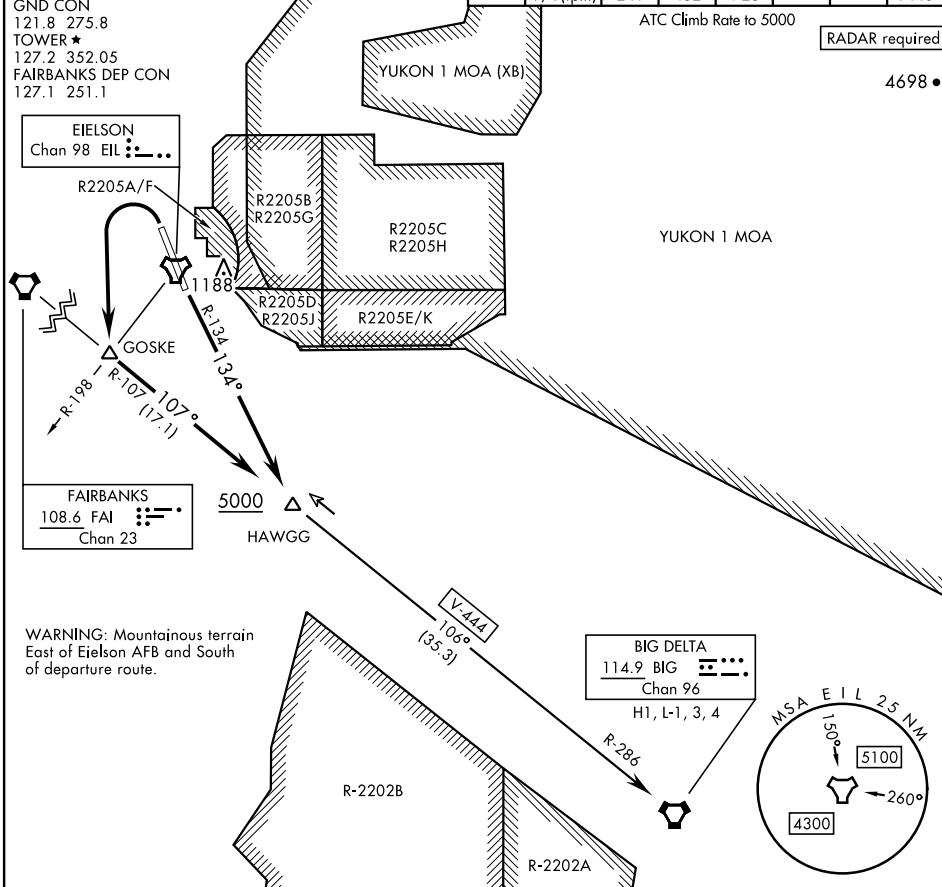 GND CON
121.8 275.8
TOWER ★
127.2 352.05
FAIRBANKS DEP CON
127.1 251.1
ATC Climb Rate to 5000
RADAR required
4698
YUKON 1 MOA (XB)
EIELSON
Chan 98 EIL
R2205A/F
R2205B
R2205G
R2205C
R2205H
YUKON 1 MOA
1188
R2205D
R2205J
R2205E/K
GOSKE
R-134
134°
R-198
R-107
(17.1)
107°
FAIRBANKS
108.6 FAI
Chan 23
5000
HAWGG
V-444
106°
(35.3)
WARNING: Mountainous terrain
East of Eielson AFB and South
of departure route.
BIG DELTA
114.9 BIG
Chan 96
H1, L-1, 3, 4
R-286
MSA EIL 25 NM
150°
5100
260°
4300
R-2202B
R-2202A